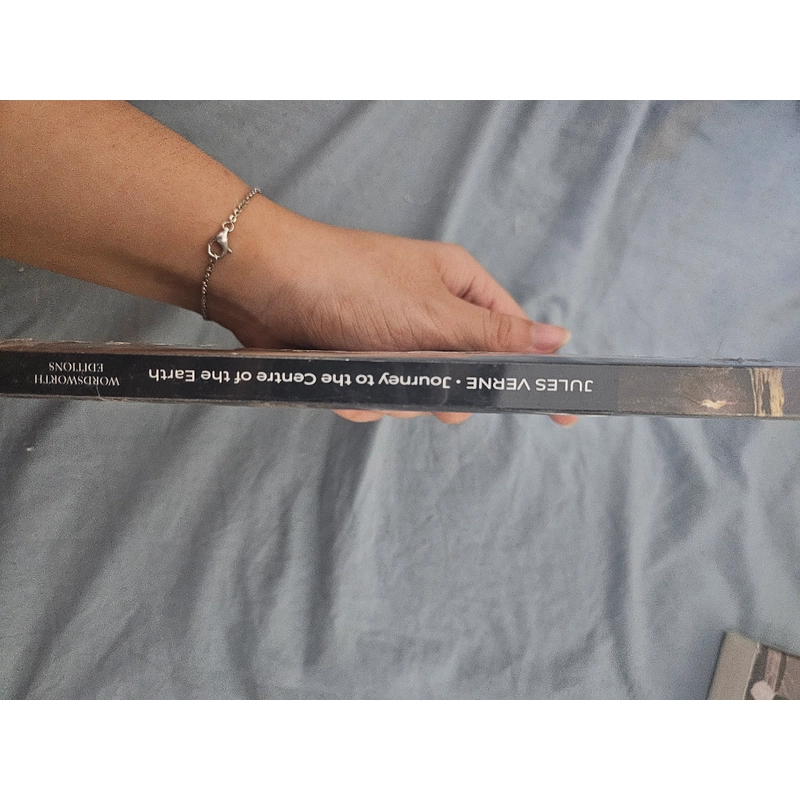 JULES VERNE • Journey to the Centre of the Earth
WORDSWORTH
EDITIONS